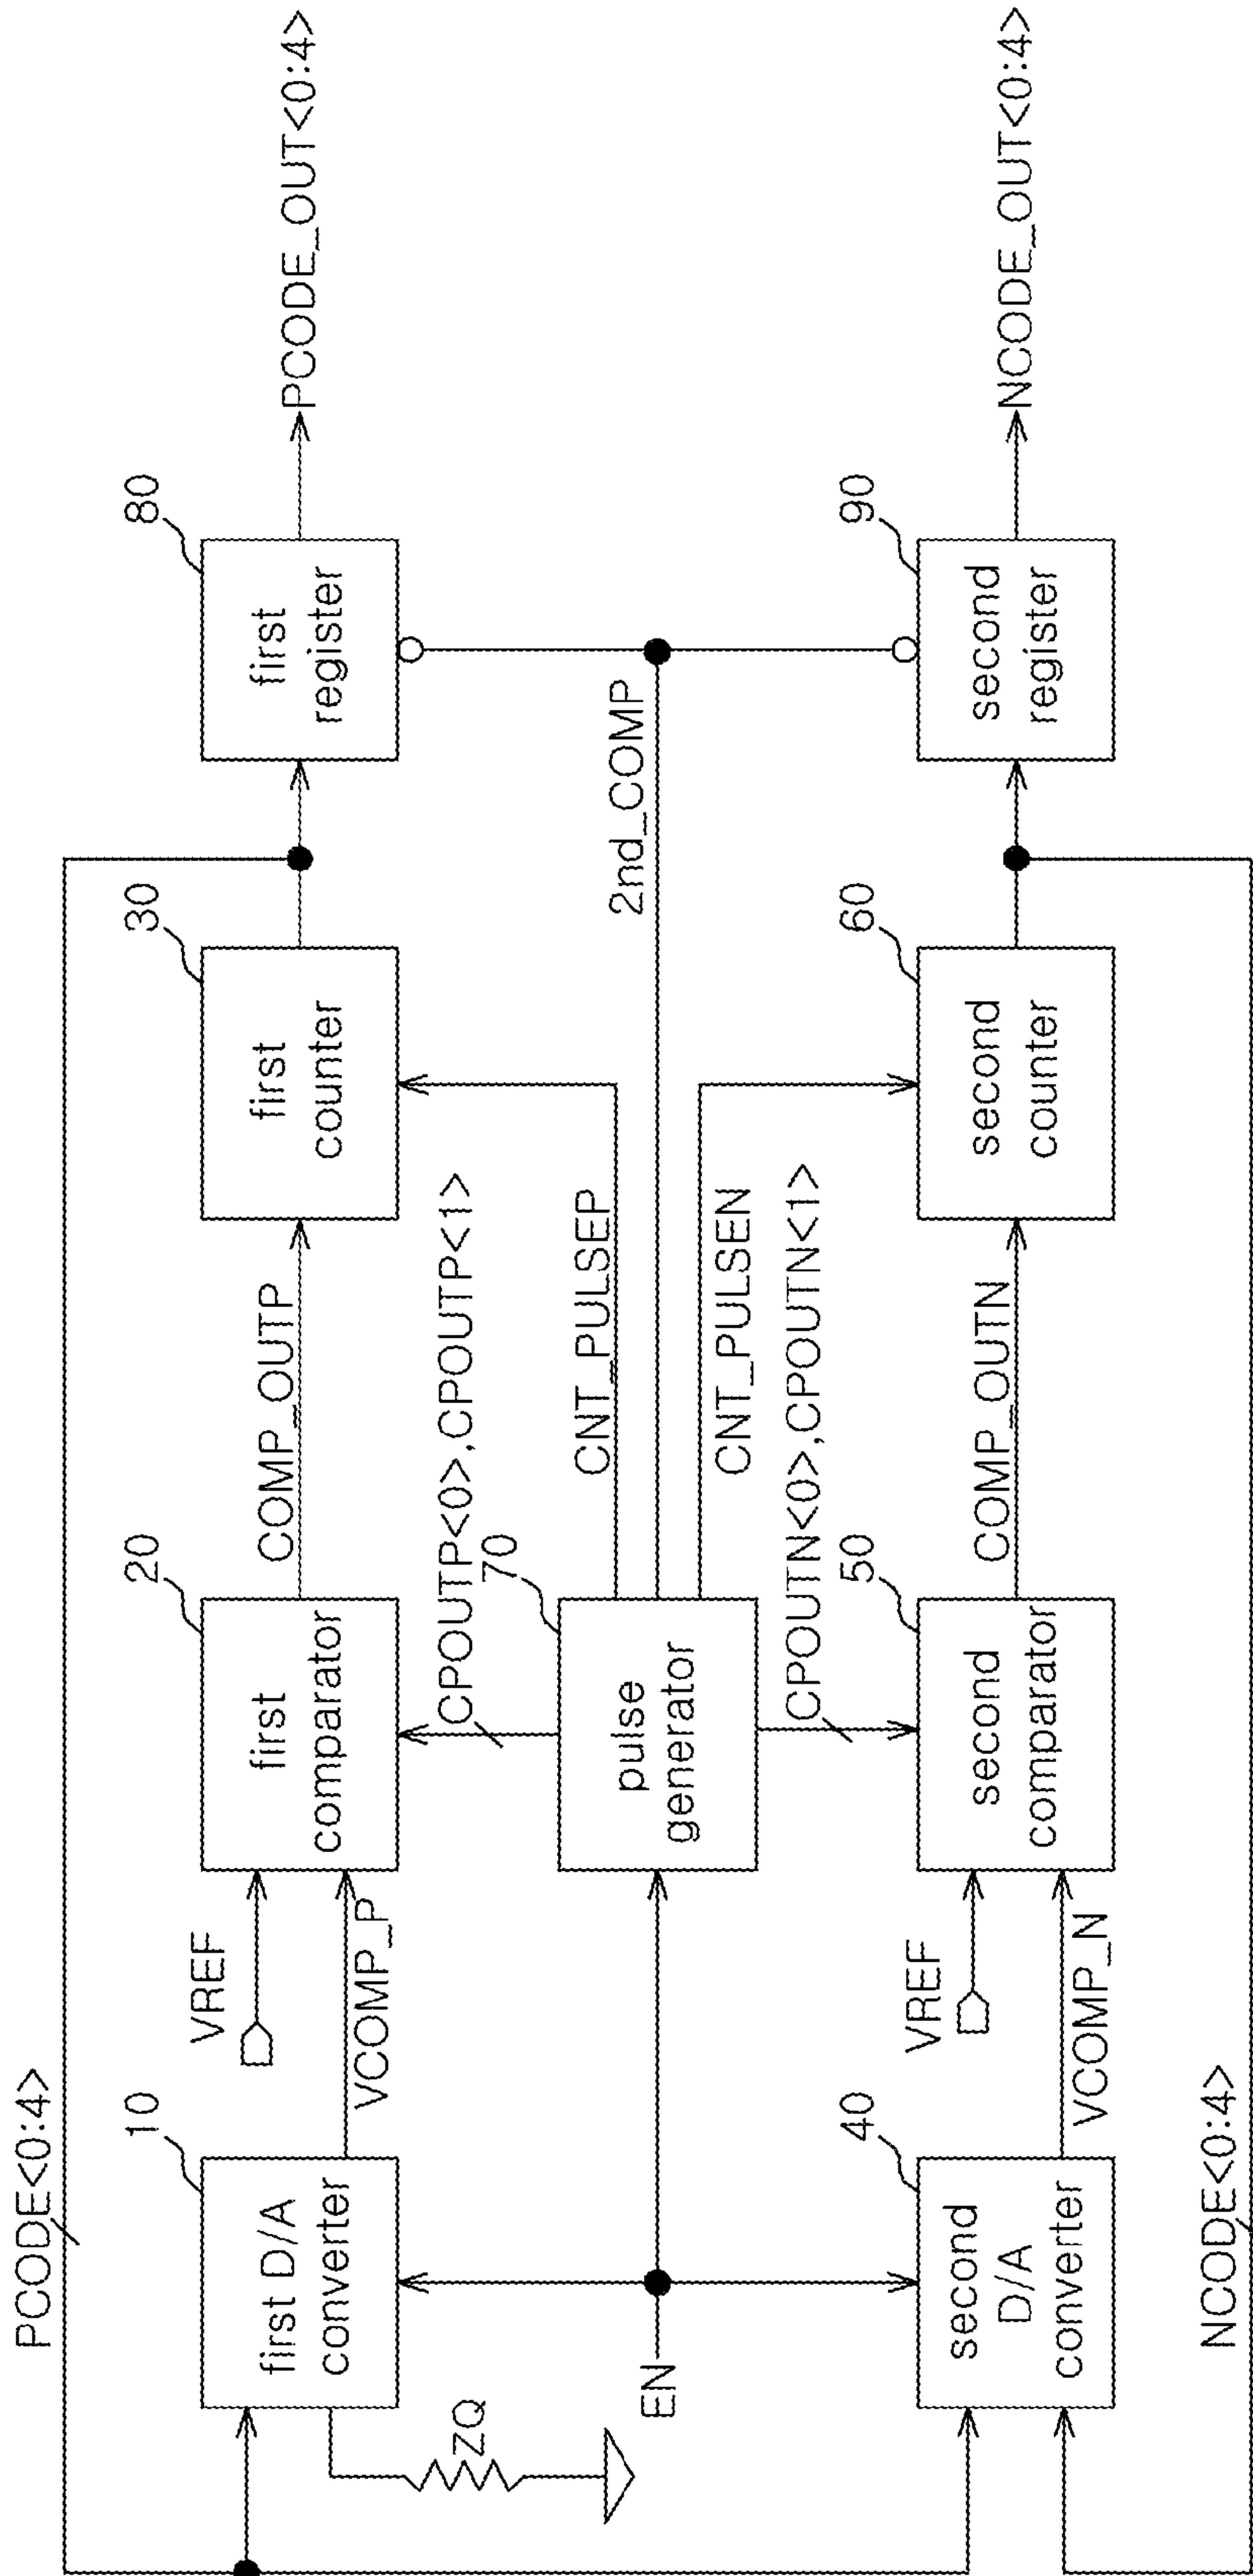 PCODE<0:4>
10
first D/A
converter
ZQ
VREF
VCOMP_P
20
first
comparator
COMP_OUTP
30
first
counter
80
first
register
PCODE_OUT<0:4>
CPOUTP<0>,CPOUTP<1>
EN
70
pulse
generator
CNT_PULSEP
2nd_COMP
CNT_PULSEN
CPOUTN<0>,CPOUTN<1>
40
second
D/A
converter
VREF
VCOMP_N
50
second
comparator
COMP_OUTN
60
second
counter
90
second
register
NCODE_OUT<0:4>
NCODE<0:4>